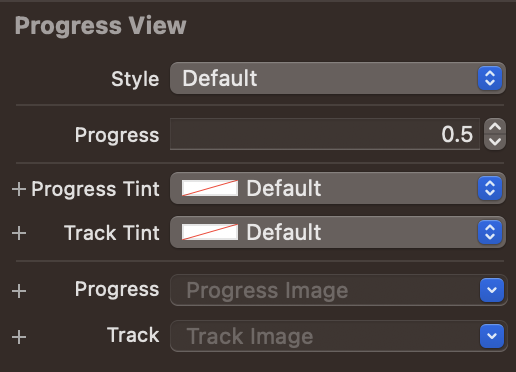 Progress View
Style Default
Progress 0.5
+ Progress Tint Default
+ Track Tint Default
+ Progress Progress Image
+ Track Track Image